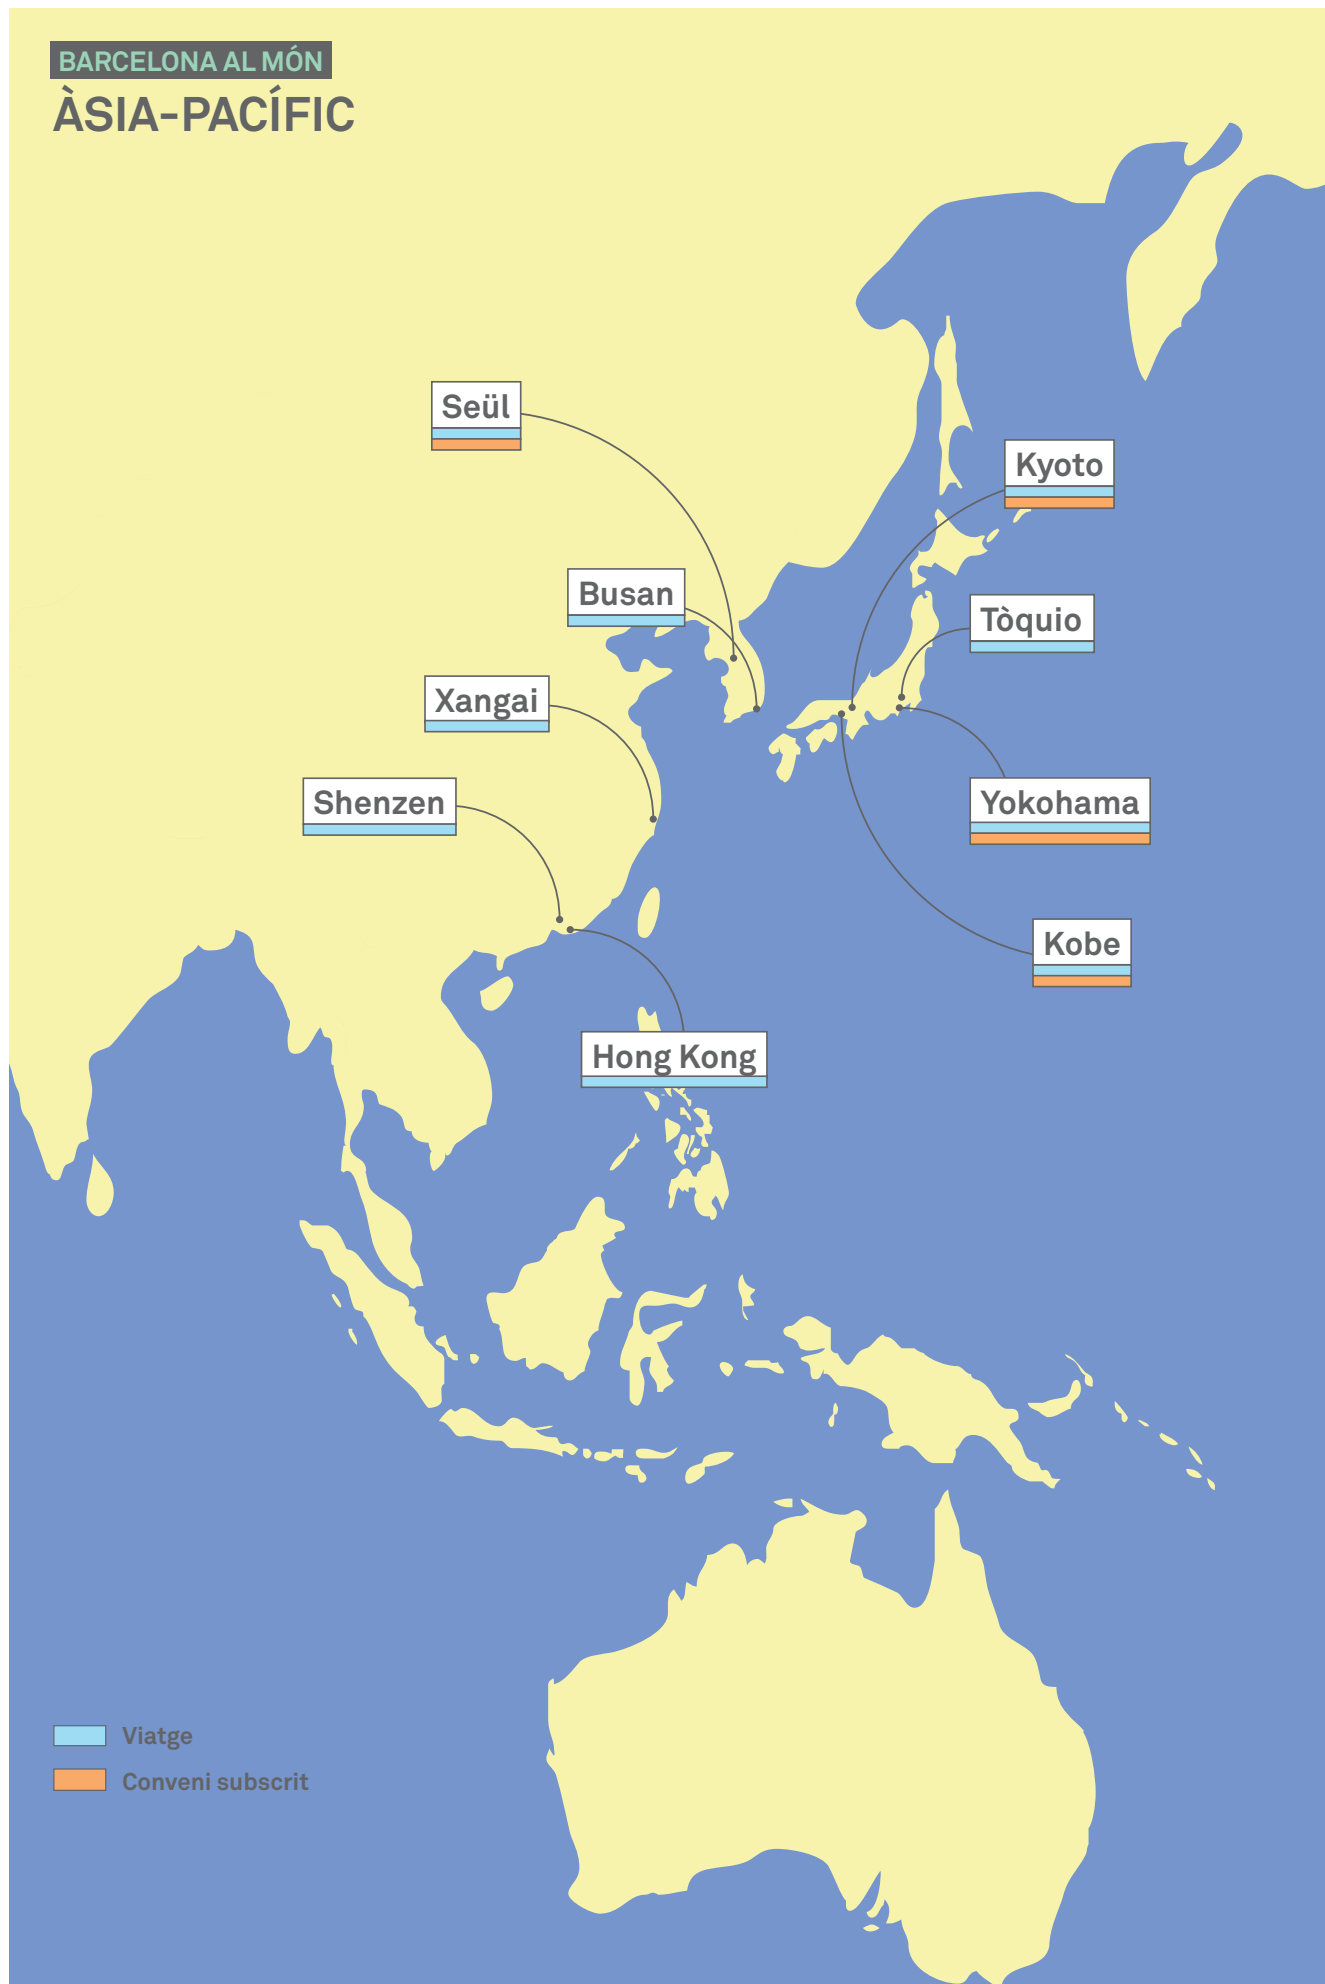 BARCELONA AL MÓN
ÀSIA-PACÍFIC
Seül
Kyoto
Busan
Tòquio
Xangai
Shenzen
Yokohama
Kobe
Hong Kong
Viatge
Conveni subscrit